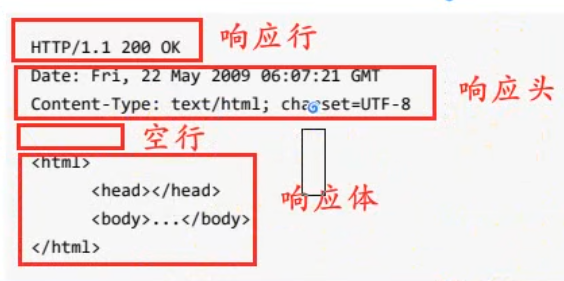 HTTP/1.1 200 OK 响应行
Date: Fri, 22 May 2009 06:07:21 GMT
Content-Type: text/html; charset=UTF-8 响应头
空行
<html>
<head></head>
<body>...</body>
</html>
响应体